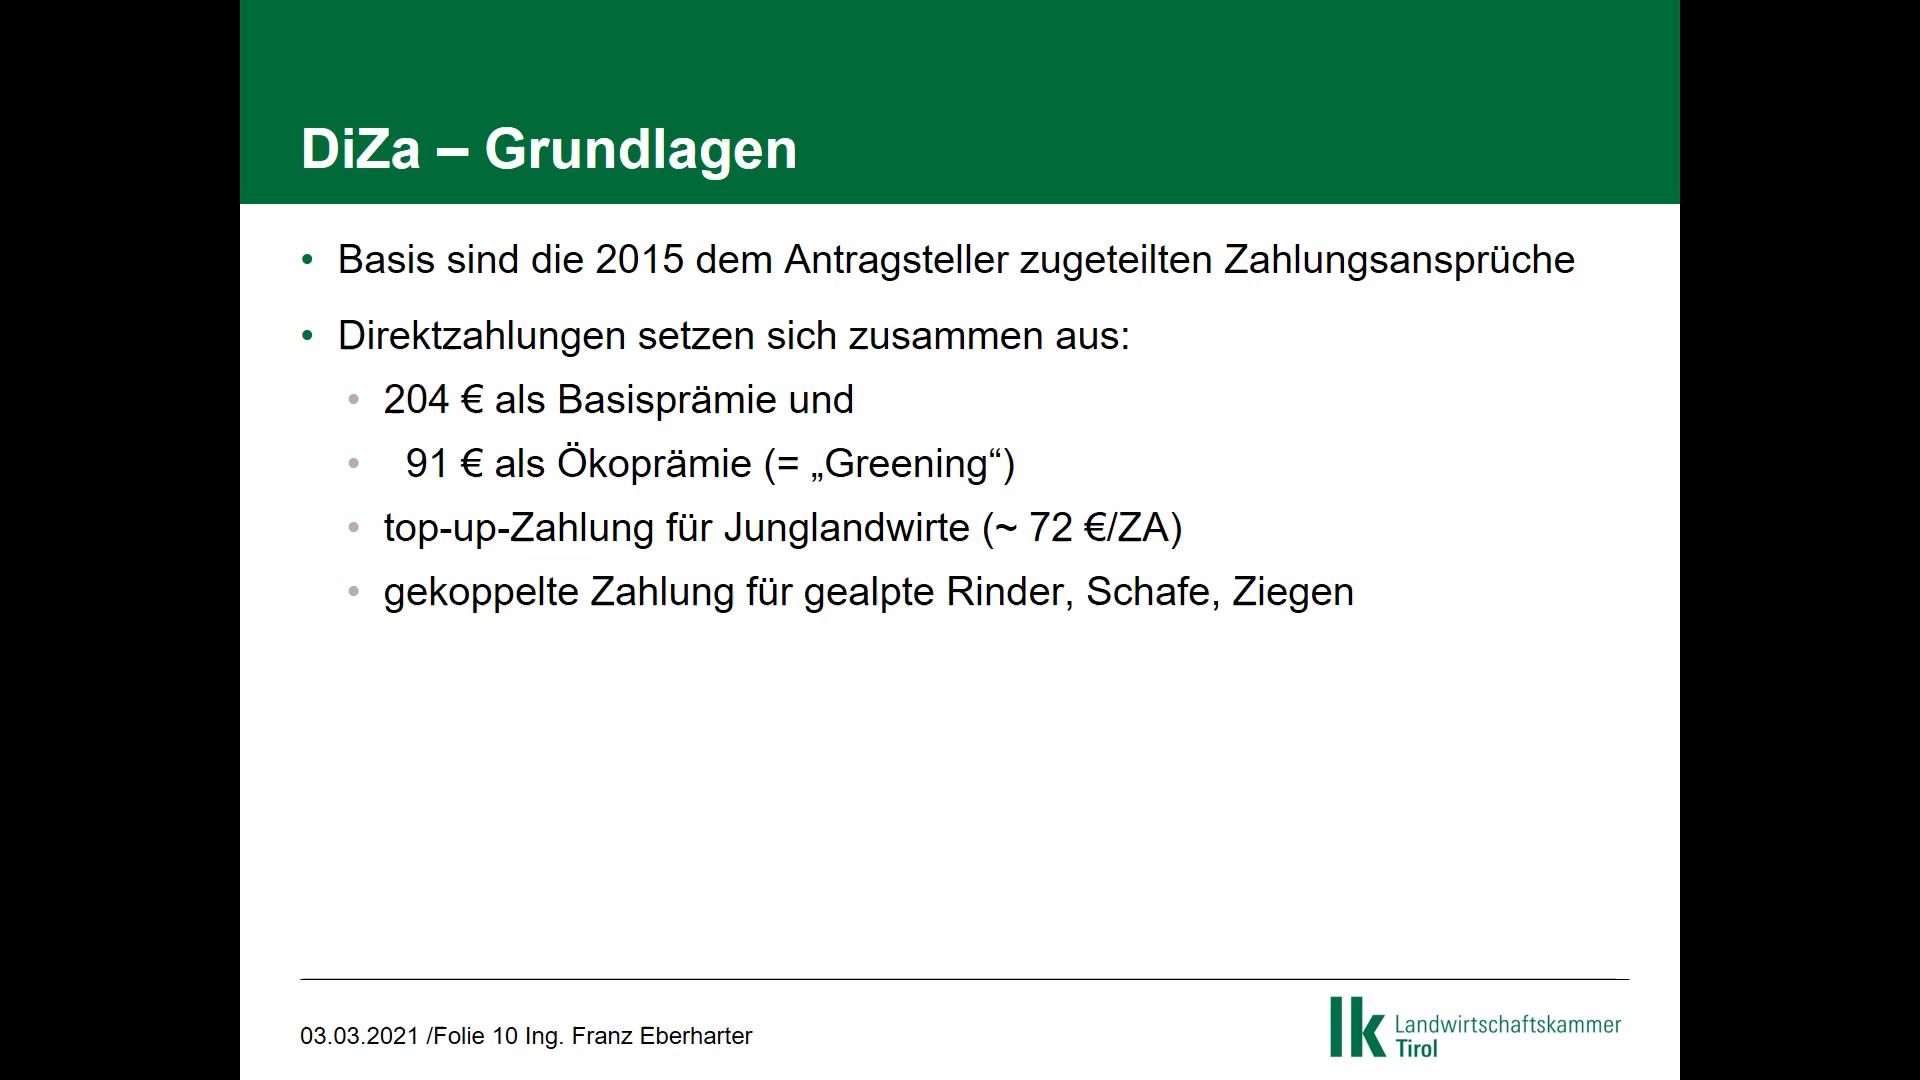 DiZa – Grundlagen
• Basis sind die 2015 dem Antragsteller zugeteilten Zahlungsansprüche
• Direktzahlungen setzen sich zusammen aus:
• 204 € als Basisprämie und
• 91 € als Ökoprämie (= „Greening“)
• top-up-Zahlung für Junglandwirte (~ 72 €/ZA)
• gekoppelte Zahlung für gealpte Rinder, Schafe, Ziegen
03.03.2021 /Folie 10 Ing. Franz Eberharter
lk Landwirtschaftskammer
Tirol